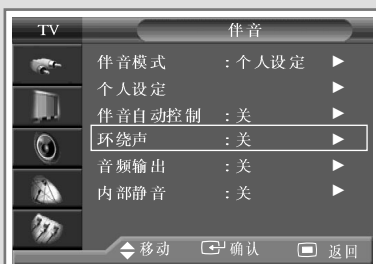 TV 伴音
伴音模式 : 个人设定
个人设定
伴音自动控制 : 关
环绕声 : 关
音频输出 : 关
内部静音 : 关
移动 确认 返回